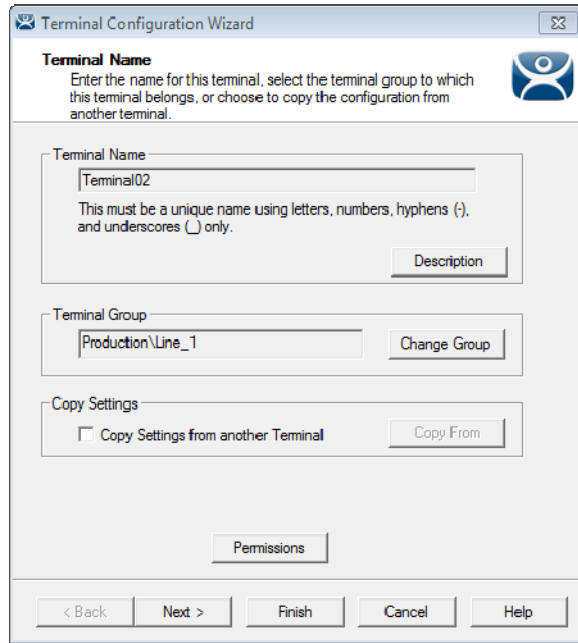 Terminal Configuration Wizard
Terminal Name
Enter the name for this terminal, select the terminal group to which
this terminal belongs, or choose to copy the configuration from
another terminal.
Terminal Name
Terminal02
This must be a unique name using letters, numbers, hyphens (-),
and underscores (_) only.
Description
Terminal Group
Production\Line_1
Change Group
Copy Settings
Copy Settings from another Terminal
Copy From
Permissions
< Back
Next >
Finish
Cancel
Help